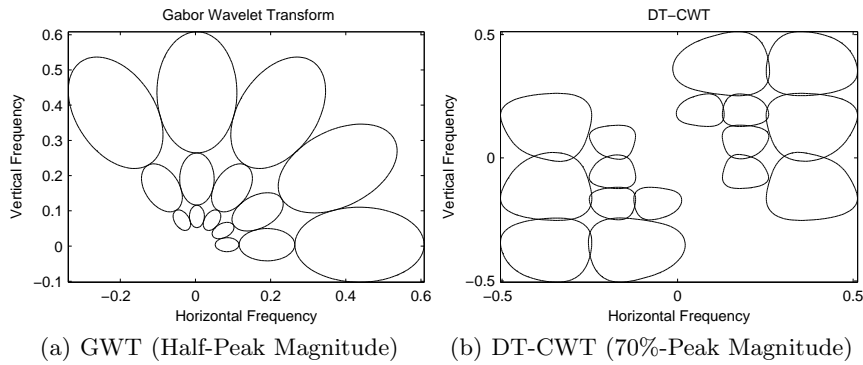 Gabor Wavelet Transform
0.6
0.5
0.4
0.3
0.2
0.1
0
−0.1
Vertical Frequency
−0.2 0 0.2 0.4 0.6
Horizontal Frequency
(a) GWT (Half-Peak Magnitude)
DT−CWT
0.5
0
−0.5
Vertical Frequency
−0.5 0 0.5
Horizontal Frequency
(b) DT-CWT (70%-Peak Magnitude)